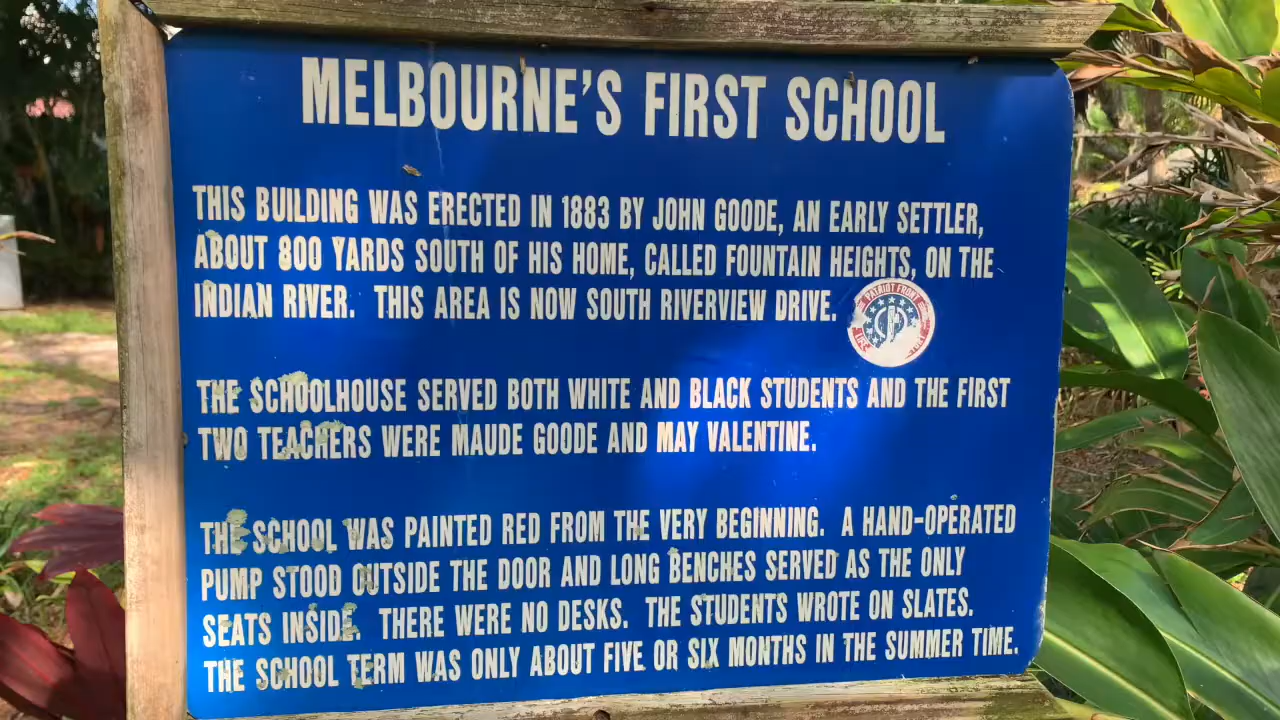 MELBOURNE'S FIRST SCHOOL
THIS BUILDING WAS ERECTED IN 1883 BY JOHN GOODE, AN EARLY SETTLER,
ABOUT 800 YARDS SOUTH OF HIS HOME, CALLED FOUNTAIN HEIGHTS, ON THE
INDIAN RIVER. THIS AREA IS NOW SOUTH RIVERVIEW DRIVE.
PATRIOT FRONT
THE SCHOOLHOUSE SERVED BOTH WHITE AND BLACK STUDENTS AND THE FIRST
TWO TEACHERS WERE MAUDE GOODE AND MAY VALENTINE.
THE SCHOOL WAS PAINTED RED FROM THE VERY BEGINNING. A HAND-OPERATED
PUMP STOOD OUTSIDE THE DOOR AND LONG BENCHES SERVED AS THE ONLY
SEATS INSIDE. THERE WERE NO DESKS. THE STUDENTS WROTE ON SLATES.
THE SCHOOL TERM WAS ONLY ABOUT FIVE OR SIX MONTHS IN THE SUMMER TIME.